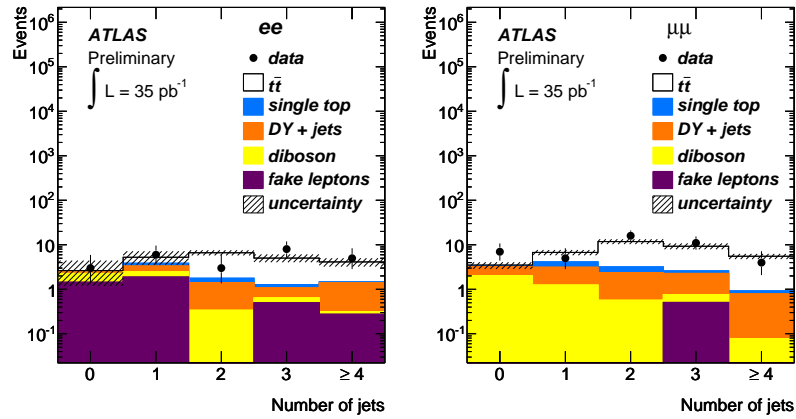 Events
10⁶
10⁵
10⁴
10³
10²
10
1
10⁻¹
ATLAS
Preliminary
∫ L = 35 pb⁻¹
ee
data
tt̄
single top
DY + jets
diboson
fake leptons
uncertainty
0 1 2 3 ≥ 4
Number of jets
Events
10⁶
10⁵
10⁴
10³
10²
10
1
10⁻¹
ATLAS
Preliminary
∫ L = 35 pb⁻¹
μμ
data
tt̄
single top
DY + jets
diboson
fake leptons
uncertainty
0 1 2 3 ≥ 4
Number of jets